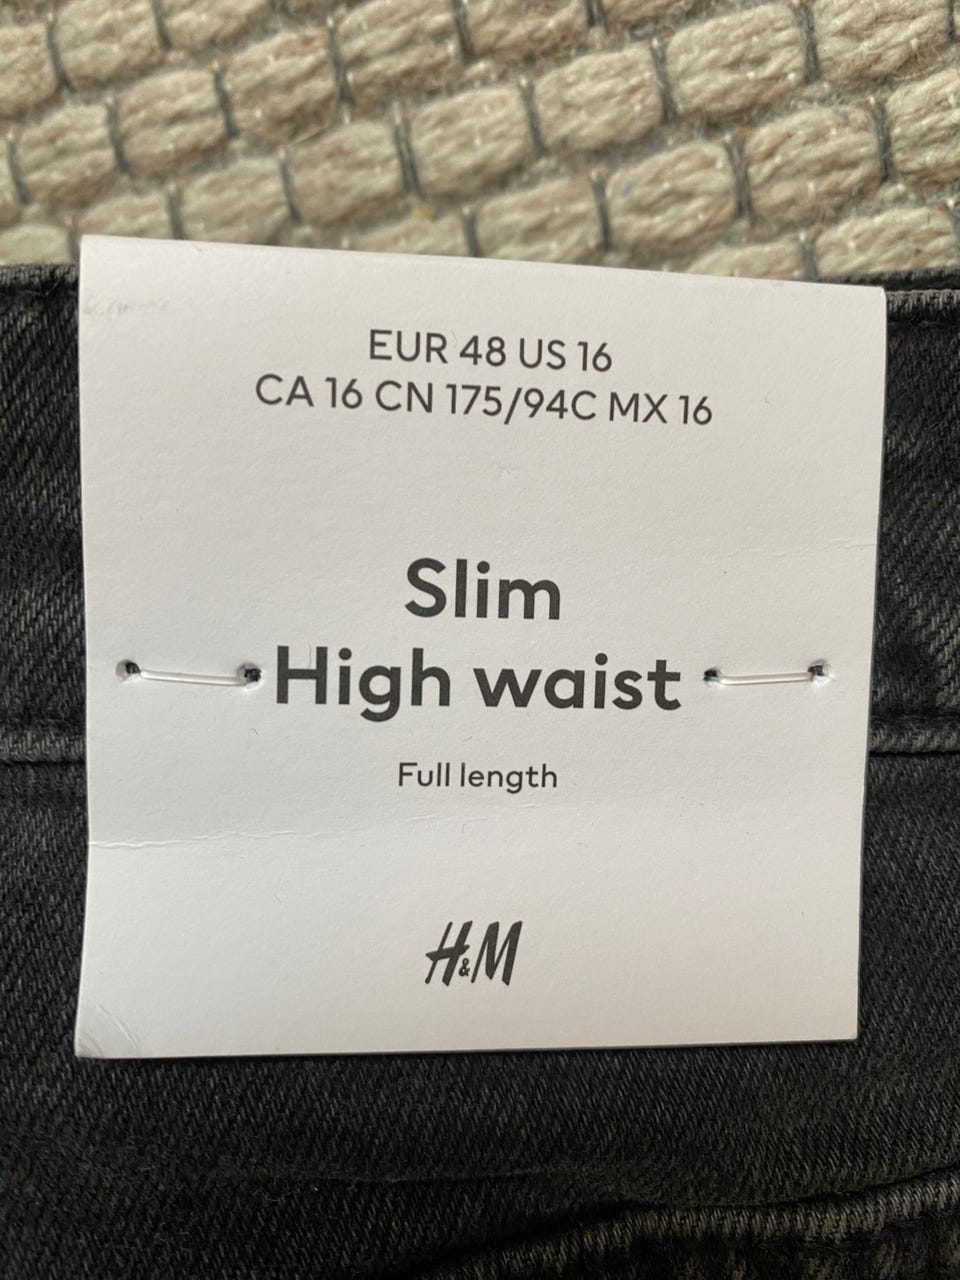 EUR 48 US 16
CA 16 CN 175/94C MX 16
Slim
High waist
Full length
H&M